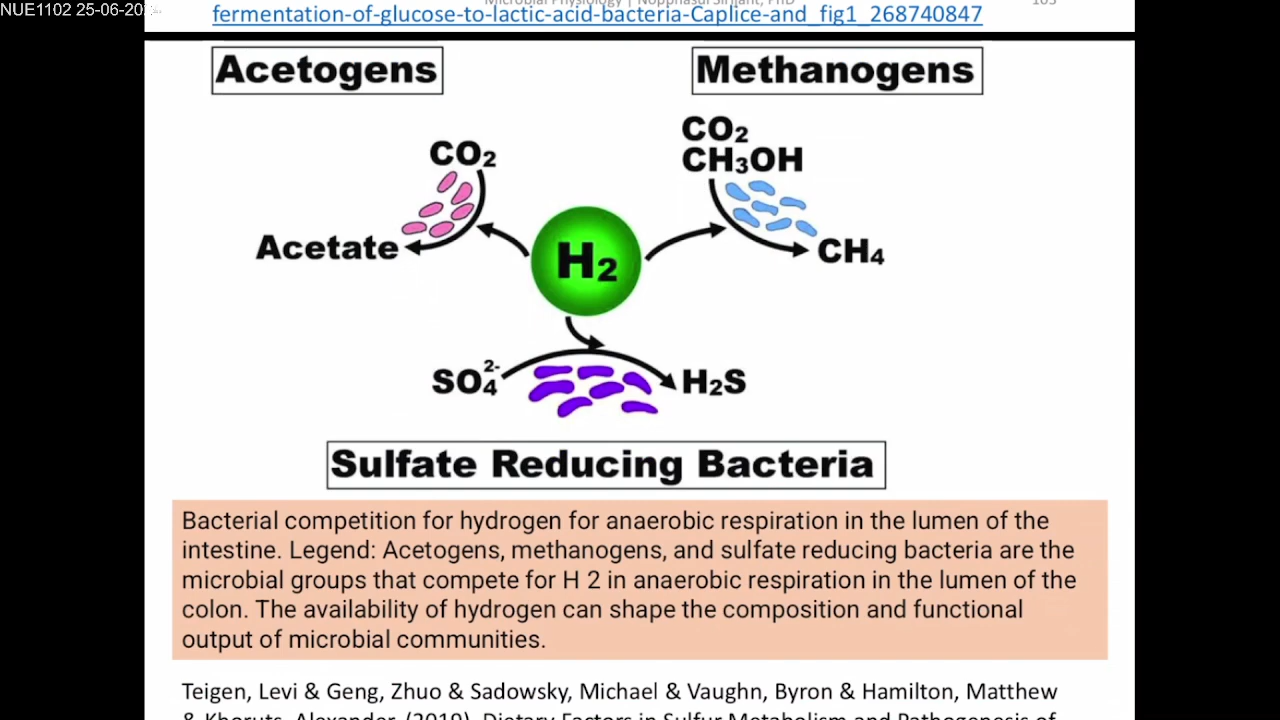 NUE1102 25-06-20
Microbial Physiology | Nopphasul Sirijant, PhD 103
fermentation-of-glucose-to-lactic-acid-bacteria-Caplice-and_fig1_268740847
Acetogens
Methanogens
CO2
CH3OH
CO2
Acetate
H2
CH4
SO4 2-
H2S
Sulfate Reducing Bacteria
Bacterial competition for hydrogen for anaerobic respiration in the lumen of the
intestine. Legend: Acetogens, methanogens, and sulfate reducing bacteria are the
microbial groups that compete for H 2 in anaerobic respiration in the lumen of the
colon. The availability of hydrogen can shape the composition and functional
output of microbial communities.
Teigen, Levi & Geng, Zhuo & Sadowsky, Michael & Vaughn, Byron & Hamilton, Matthew
& Khoruts, Alexander. (2019). Dietary Factors in Sulfur Metabolism and Pathogenesis of